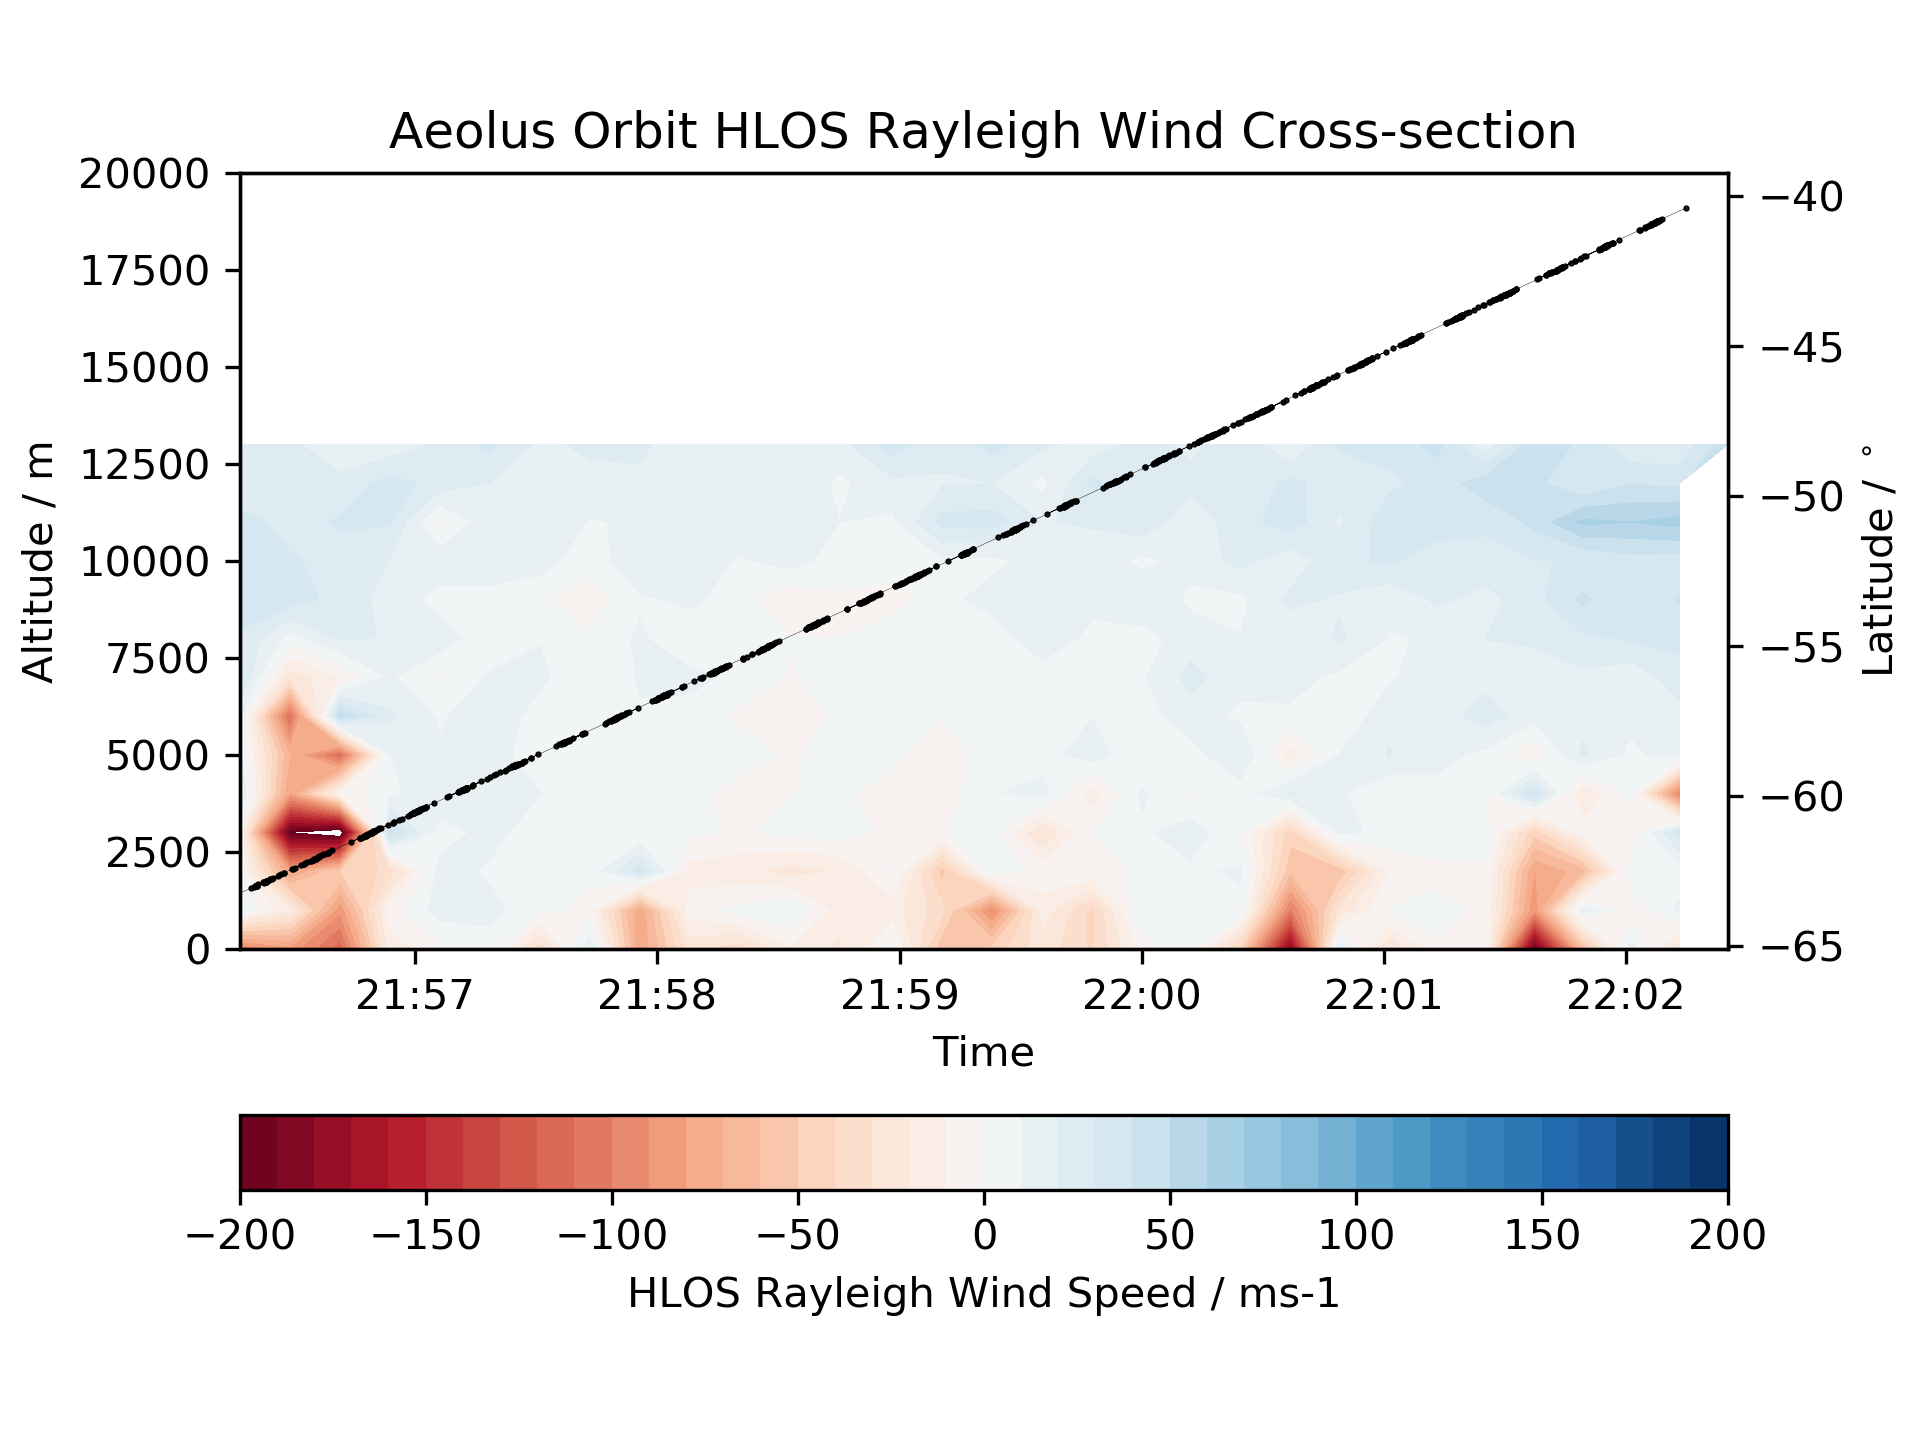 Aeolus Orbit HLOS Rayleigh Wind Cross-section
20000
17500
15000
12500
10000
7500
5000
2500
0
Altitude / m
−40
−45
−50
−55
−60
−65
Latitude / °
21:57 21:58 21:59 22:00 22:01 22:02
Time
−200 −150 −100 −50 0 50 100 150 200
HLOS Rayleigh Wind Speed / ms-1